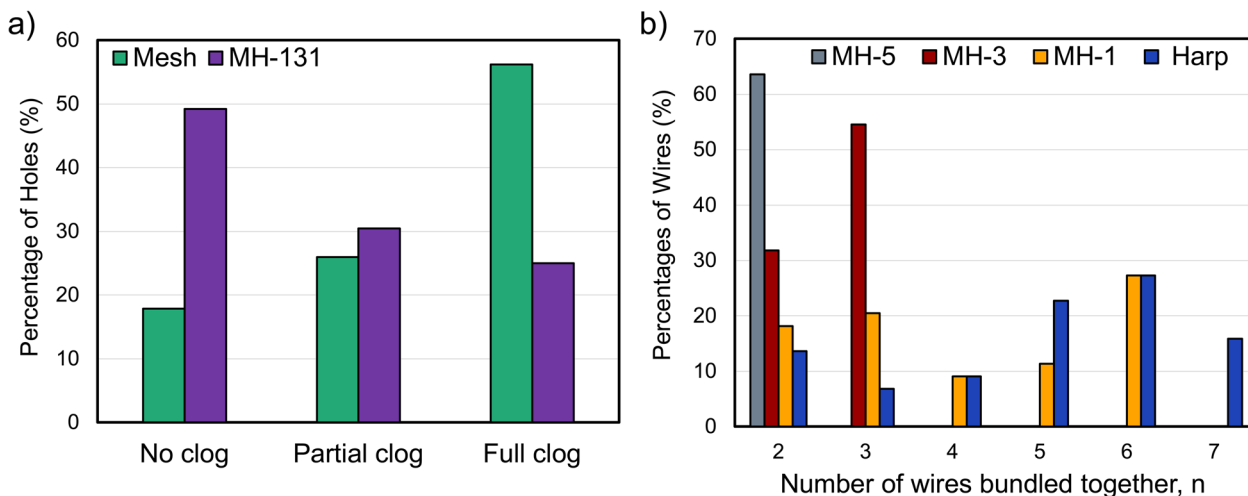 a)
60
50
40
30
20
10
0
Percentage of Holes (%)
Mesh MH-131
No clog Partial clog Full clog
b)
70
60
50
40
30
20
10
0
Percentages of Wires (%)
MH-5 MH-3 MH-1 Harp
2 3 4 5 6 7
Number of wires bundled together, n